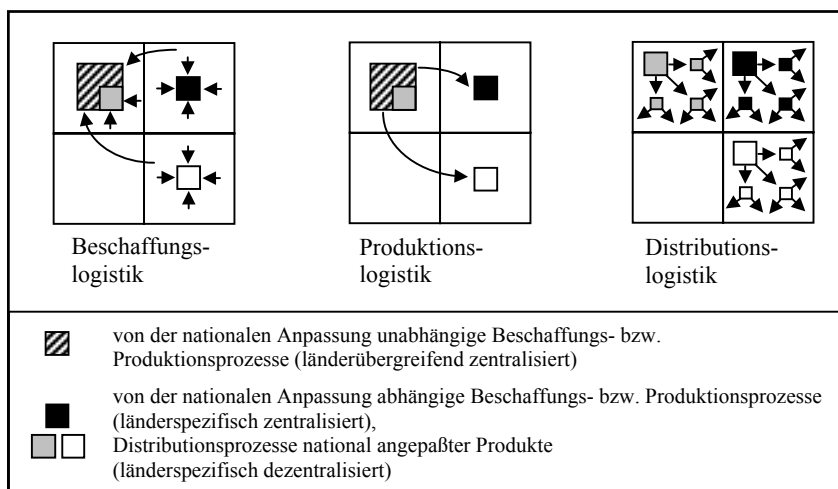 Beschaffungs-
logistik
Produktions-
logistik
Distributions-
logistik
von der nationalen Anpassung unabhängige Beschaffungs- bzw.
Produktionsprozesse (länderübergreifend zentralisiert)
von der nationalen Anpassung abhängige Beschaffungs- bzw. Produktionsprozesse
(länderspezifisch zentralisiert),
Distributionsprozesse national angepaßter Produkte
(länderspezifisch dezentralisiert)